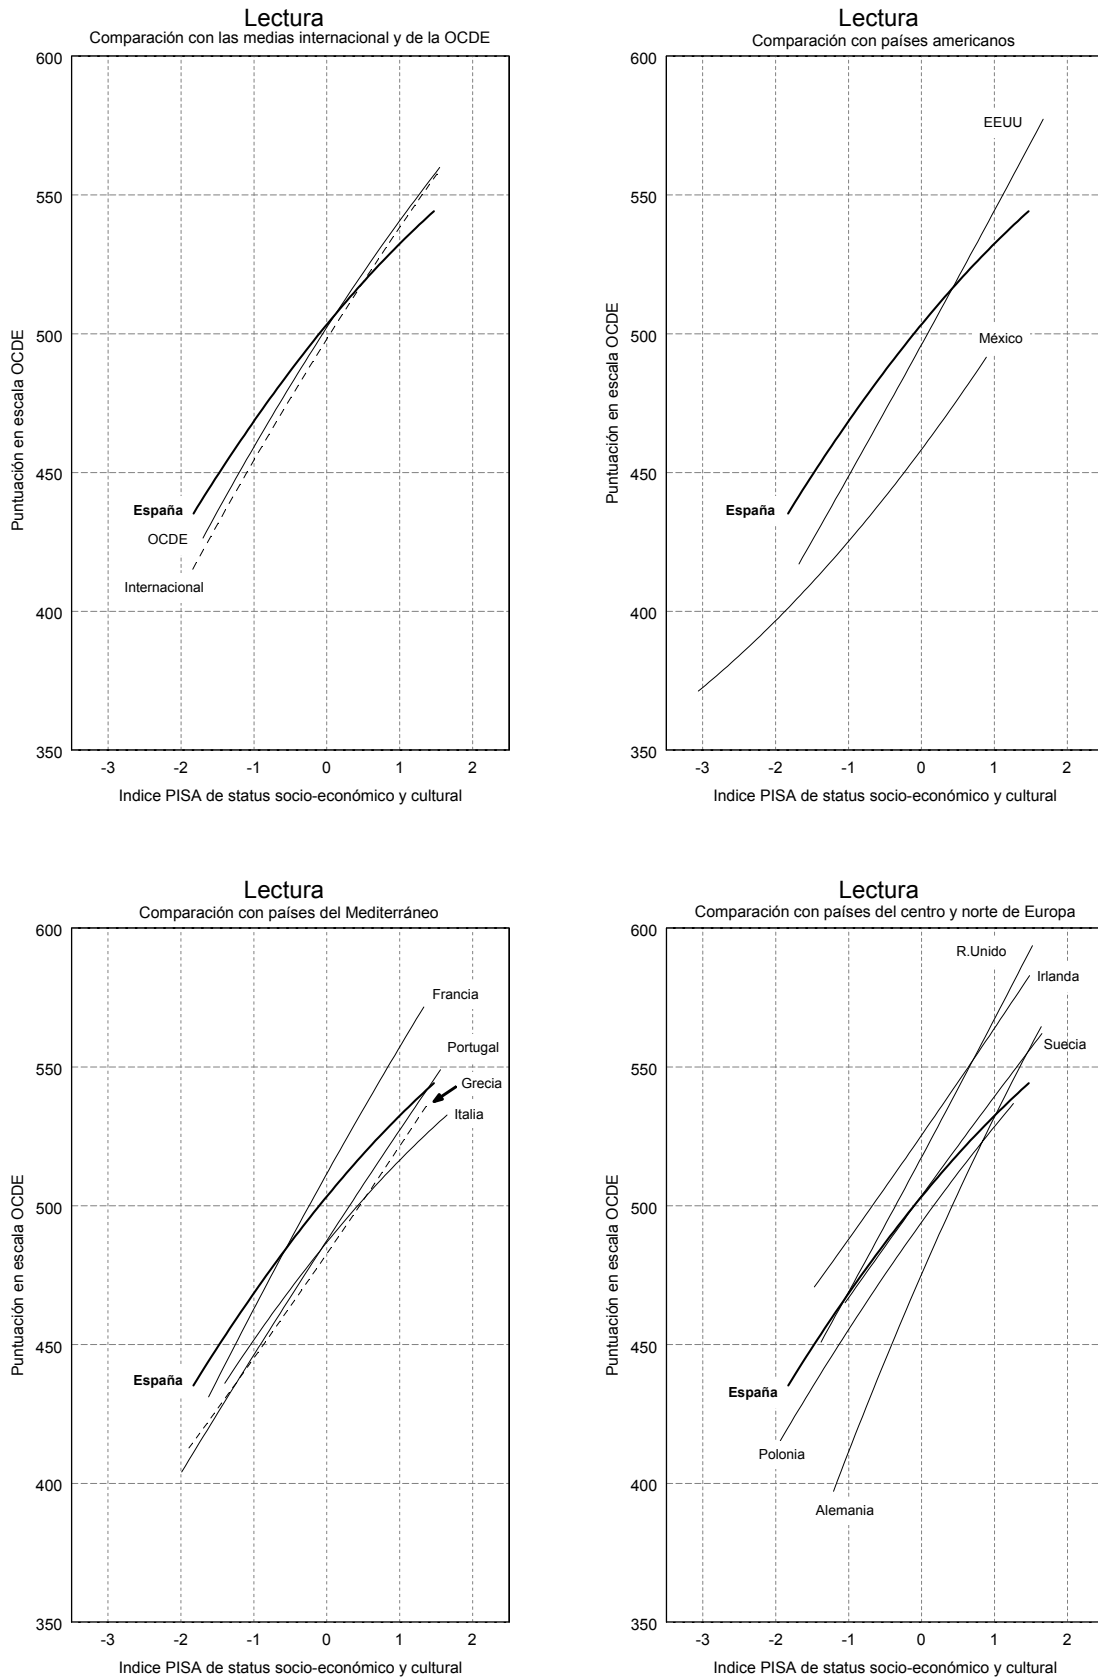 Lectura
Comparación con las medias internacional y de la OCDE
600
550
500
450
400
350
Puntuación en escala OCDE
España
OCDE
Internacional
-3 -2 -1 0 1 2
Indice PISA de status socio-económico y cultural
Lectura
Comparación con países americanos
600
550
500
450
400
350
Puntuación en escala OCDE
EEUU
México
España
-3 -2 -1 0 1 2
Indice PISA de status socio-económico y cultural
Lectura
Comparación con países del Mediterráneo
600
550
500
450
400
350
Puntuación en escala OCDE
Francia
Portugal
Grecia
Italia
España
-3 -2 -1 0 1 2
Indice PISA de status socio-económico y cultural
Lectura
Comparación con países del centro y norte de Europa
600
550
500
450
400
350
Puntuación en escala OCDE
R.Unido
Irlanda
Suecia
España
Polonia
Alemania
-3 -2 -1 0 1 2
Indice PISA de status socio-económico y cultural